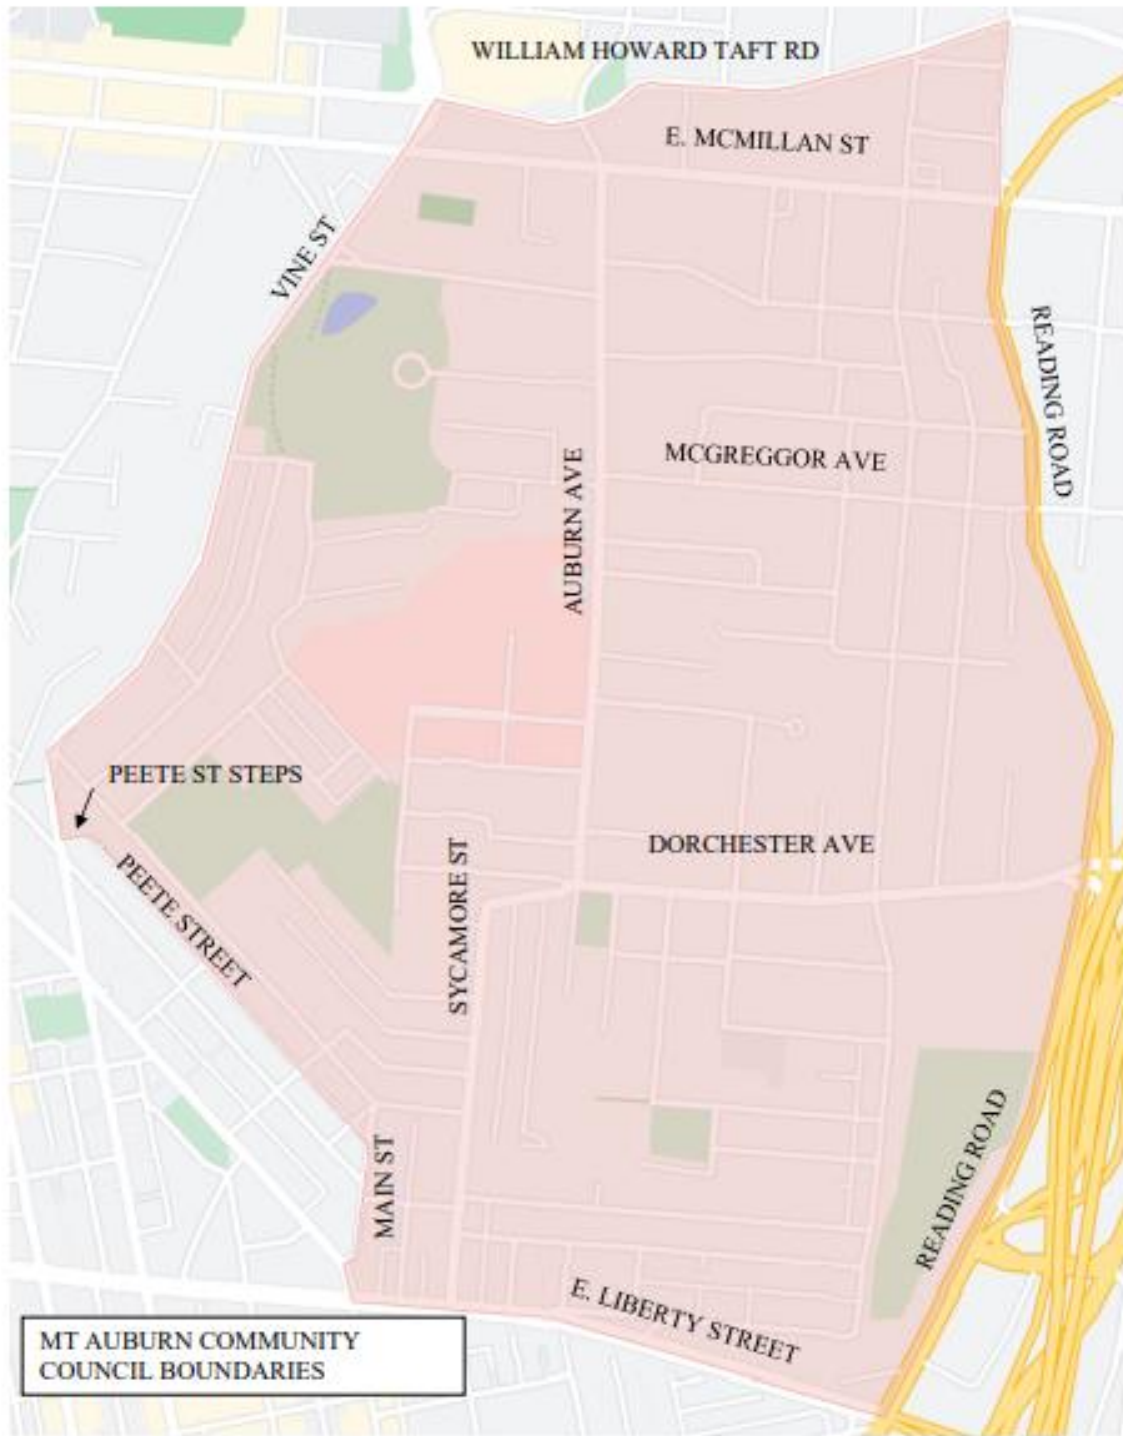 WILLIAM HOWARD TAFT RD
E. MCMILLAN ST
VINE ST
READING ROAD
MCGREGGOR AVE
AUBURN AVE
PEETE ST STEPS
DORCHESTER AVE
SYCAMORE ST
PEETE STREET
READING ROAD
MAIN ST
E. LIBERTY STREET
MT AUBURN COMMUNITY
COUNCIL BOUNDARIES